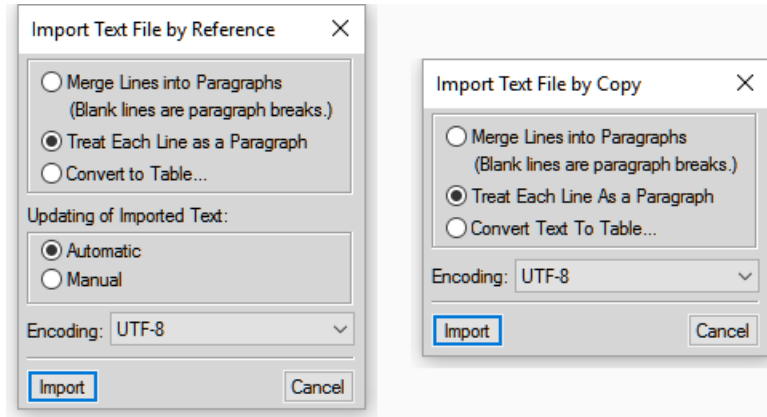 Import Text File by Reference
Merge Lines into Paragraphs
(Blank lines are paragraph breaks.)
Treat Each Line as a Paragraph
Convert to Table...
Updating of Imported Text:
Automatic
Manual
Encoding: UTF-8
Import Cancel
Import Text File by Copy
Merge Lines into Paragraphs
(Blank lines are paragraph breaks.)
Treat Each Line As a Paragraph
Convert Text To Table...
Encoding: UTF-8
Import Cancel